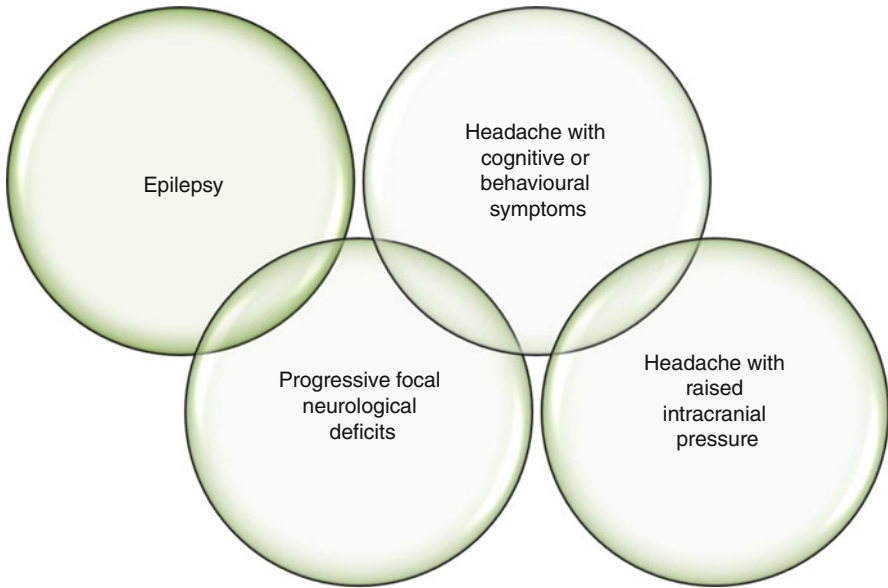 Epilepsy
Headache with
cognitive or
behavioural
symptoms
Progressive focal
neurological
deficits
Headache with
raised
intracranial
pressure